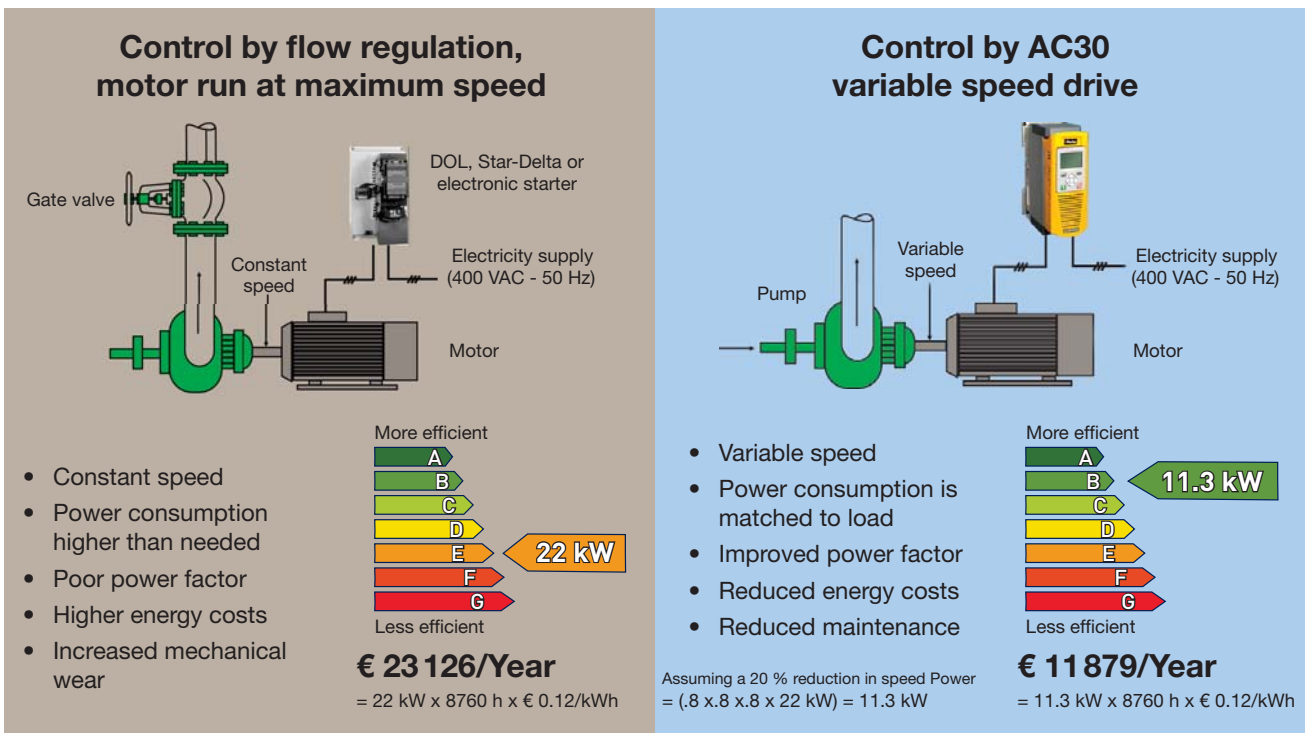 Control by flow regulation,
motor run at maximum speed
Gate valve
DOL, Star-Delta or
electronic starter
Constant
speed
Electricity supply
(400 VAC - 50 Hz)
Motor
• Constant speed
• Power consumption
higher than needed
• Poor power factor
• Higher energy costs
• Increased mechanical
wear
More efficient
A
B
C
D
E
F
G
22 kW
Less efficient
€ 23 126/Year
= 22 kW x 8760 h x € 0.12/kWh
Control by AC30
variable speed drive
Variable
speed
Electricity supply
(400 VAC - 50 Hz)
Pump
Motor
• Variable speed
• Power consumption is
matched to load
• Improved power factor
• Reduced energy costs
• Reduced maintenance
Assuming a 20 % reduction in speed Power
= (.8 x.8 x.8 x 22 kW) = 11.3 kW
More efficient
A
B
C
D
E
F
G
11.3 kW
Less efficient
€ 11 879/Year
= 11.3 kW x 8760 h x € 0.12/kWh